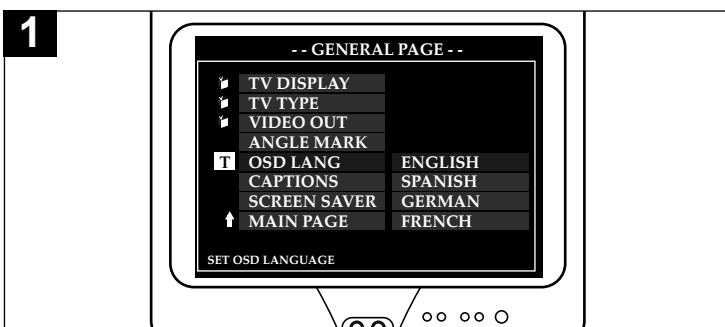 1
- - GENERAL PAGE - -
TV DISPLAY
TV TYPE
VIDEO OUT
ANGLE MARK
T OSD LANG ENGLISH
CAPTIONS SPANISH
SCREEN SAVER GERMAN
MAIN PAGE FRENCH
SET OSD LANGUAGE